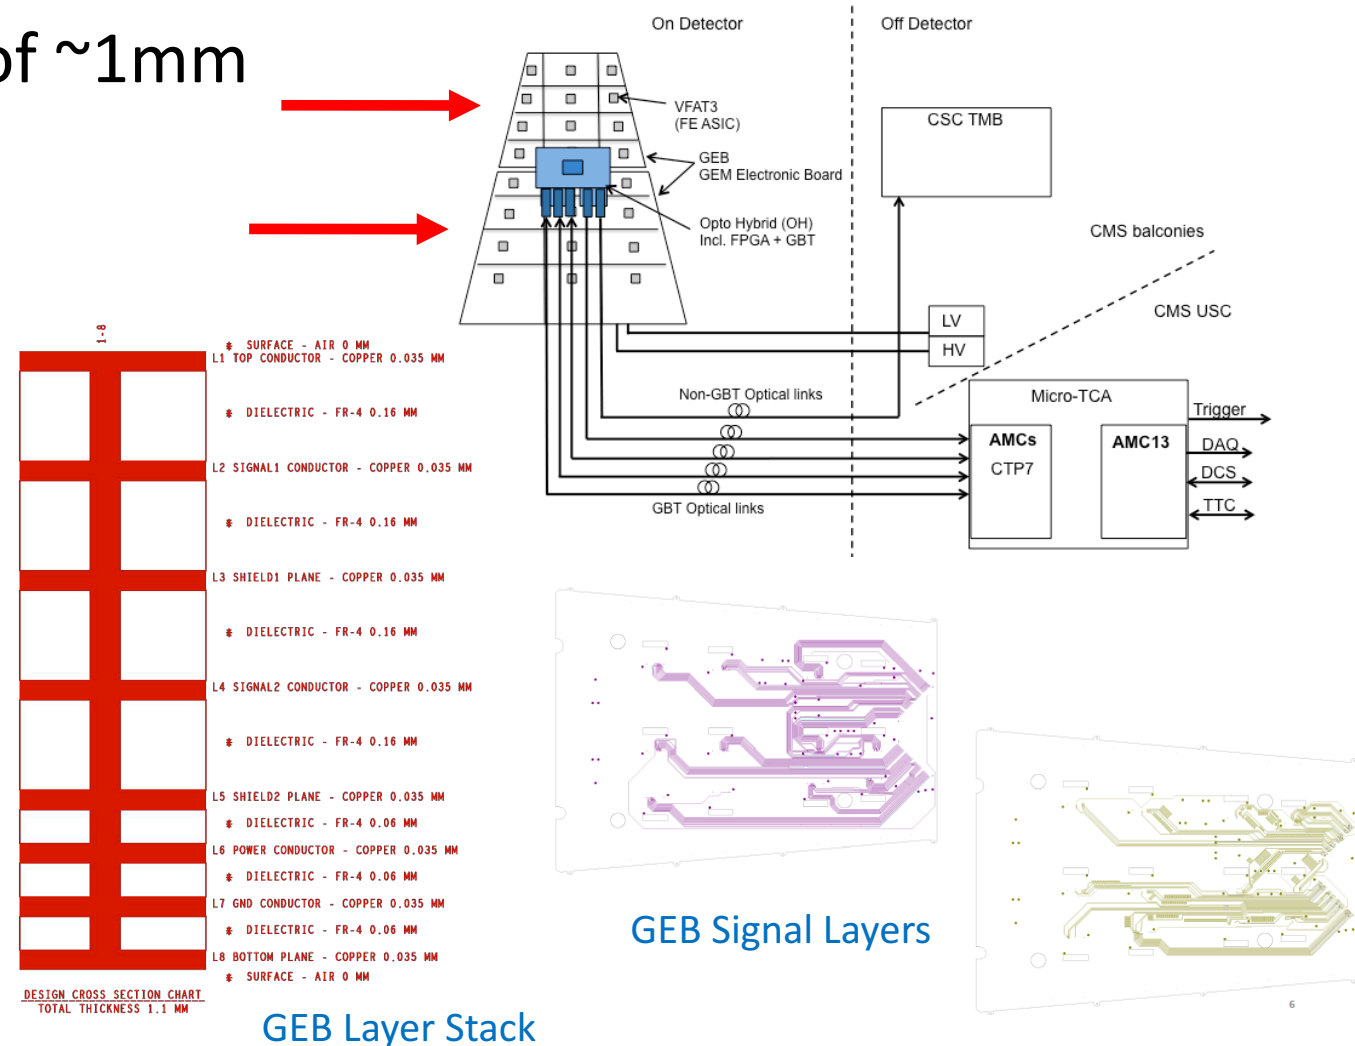 of ~1mm
On Detector
Off Detector
VFAT3
(FE ASIC)
GEB
GEM Electronic Board
Opto Hybrid (OH)
Incl. FPGA + GBT
CSC TMB
CMS balconies
CMS USC
LV
HV
Non-GBT Optical links
GBT Optical links
Micro-TCA
AMCs
CTP7
AMC13
Trigger
DAQ
DCS
TTC
1-8
* SURFACE - AIR 0 MM
L1 TOP CONDUCTOR - COPPER 0.035 MM
* DIELECTRIC - FR-4 0.16 MM
L2 SIGNAL1 CONDUCTOR - COPPER 0.035 MM
* DIELECTRIC - FR-4 0.16 MM
L3 SHIELD1 PLANE - COPPER 0.035 MM
* DIELECTRIC - FR-4 0.16 MM
L4 SIGNAL2 CONDUCTOR - COPPER 0.035 MM
* DIELECTRIC - FR-4 0.16 MM
L5 SHIELD2 PLANE - COPPER 0.035 MM
* DIELECTRIC - FR-4 0.06 MM
L6 POWER CONDUCTOR - COPPER 0.035 MM
* DIELECTRIC - FR-4 0.06 MM
L7 GND CONDUCTOR - COPPER 0.035 MM
* DIELECTRIC - FR-4 0.06 MM
L8 BOTTOM PLANE - COPPER 0.035 MM
* SURFACE - AIR 0 MM
DESIGN CROSS SECTION CHART
TOTAL THICKNESS 1.1 MM
GEB Layer Stack
GEB Signal Layers
6